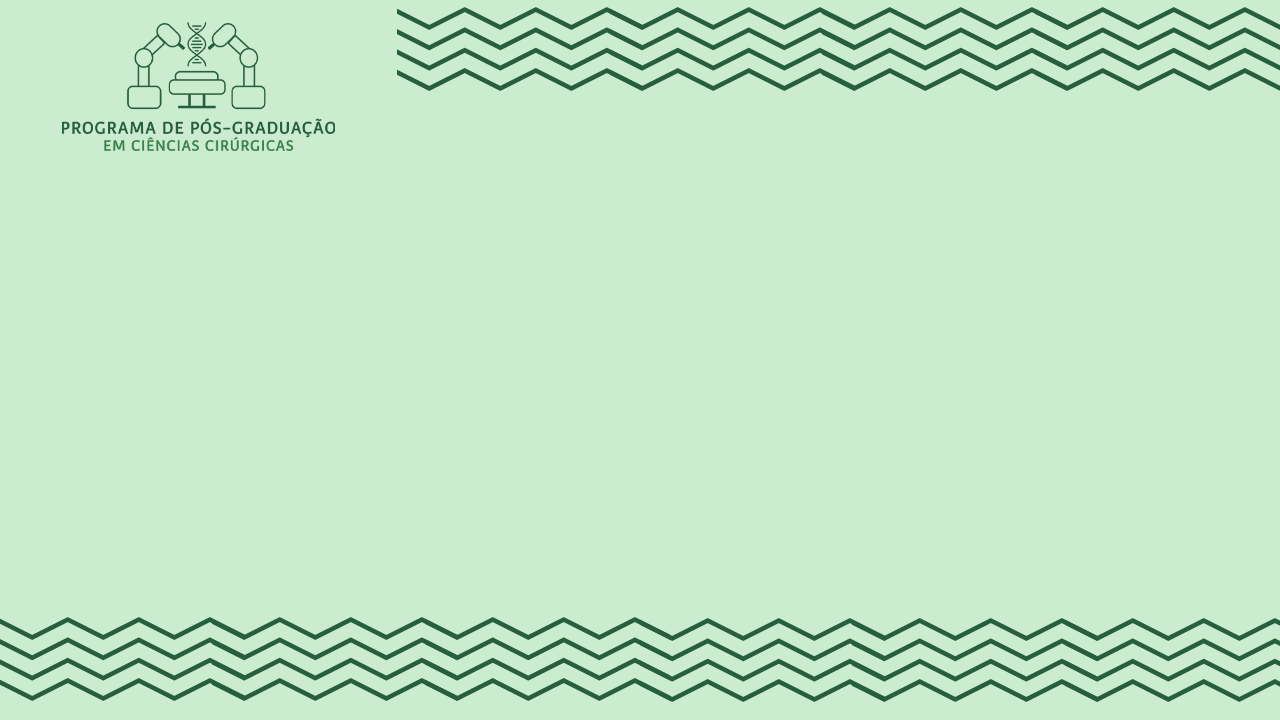 PROGRAMA DE PÓS-GRADUAÇÃO
EM CIÊNCIAS CIRÚRGICAS